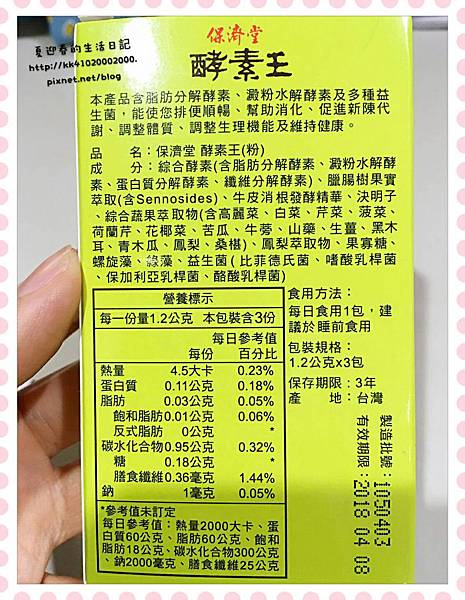 夏迎春的生活日記
http://kk41020002000.
pixnet.net/blog
保濟堂
酵素王
本產品含脂肪分解酵素、澱粉水解酵素及多種益
生菌，能使您排便順暢、幫助消化、促進新陳代
謝、調整體質、調整生理機能及維持健康。
品　名：保濟堂 酵素王(粉)
成　分：綜合酵素(含脂肪分解酵素、澱粉水解酵
素、蛋白質分解酵素、纖維分解酵素)、臘腸樹果實
萃取(含Sennosides)、牛皮消根發酵精華、決明子
、綜合蔬果萃取物(含高麗菜、白菜、芹菜、菠菜、
荷蘭芹、花椰菜、苦瓜、牛蒡、山藥、生薑、黑木
耳、青木瓜、鳳梨、桑椹)、鳳梨萃取物、果寡糖、
螺旋藻、綠藻、益生菌(比菲德氏菌、嗜酸乳桿菌
、保加利亞乳桿菌、酪酸乳桿菌)
營養標示
每一份量1.2公克 本包裝含3份
每日參考值
每份 百分比
熱量 4.5大卡 0.23%
蛋白質 0.11公克 0.18%
脂肪 0.03公克 0.05%
飽和脂肪 0.01公克 0.06%
反式脂肪 0公克 *
碳水化合物 0.95公克 0.32%
糖 0.18公克 *
膳食纖維 0.36毫克 1.44%
鈉 1毫克 0.05%
*參考值未訂定
每日參考值：熱量2000大卡、蛋
白質60公克、脂肪60公克、飽和
脂肪18公克、碳水化合物300公克
、鈉2000毫克、膳食纖維25公克
食用方法：
每日食用1包，建
議於睡前食用
包裝規格：
1.2公克x3包
保存期限：3年
產　地：台灣
製造批號：1050403
有效期限：2018 04 08